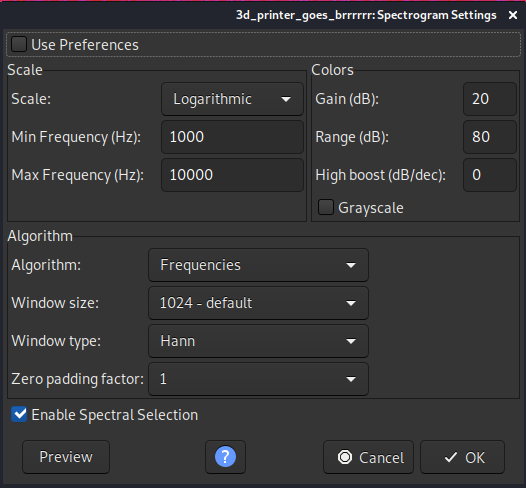 3d_printer_goes_brrrrrr: Spectrogram Settings
Use Preferences
Scale
Scale: Logarithmic
Min Frequency (Hz): 1000
Max Frequency (Hz): 10000
Colors
Gain (dB): 20
Range (dB): 80
High boost (dB/dec): 0
Grayscale
Algorithm
Algorithm: Frequencies
Window size: 1024 - default
Window type: Hann
Zero padding factor: 1
Enable Spectral Selection
Preview ? Cancel OK